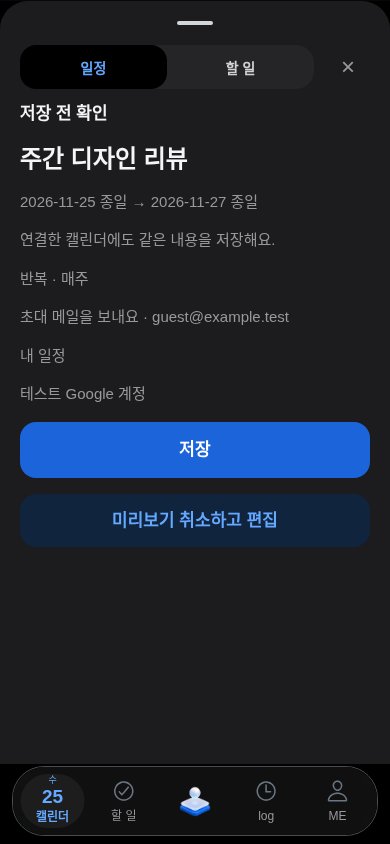 일정
할 일
×
저장 전 확인
주간 디자인 리뷰
2026-11-25 종일 → 2026-11-27 종일
연결한 캘린더에도 같은 내용을 저장해요.
반복 · 매주
초대 메일을 보내요 · guest@example.test
내 일정
테스트 Google 계정
저장
미리보기 취소하고 편집
수
25
캘린더
할 일
log
ME